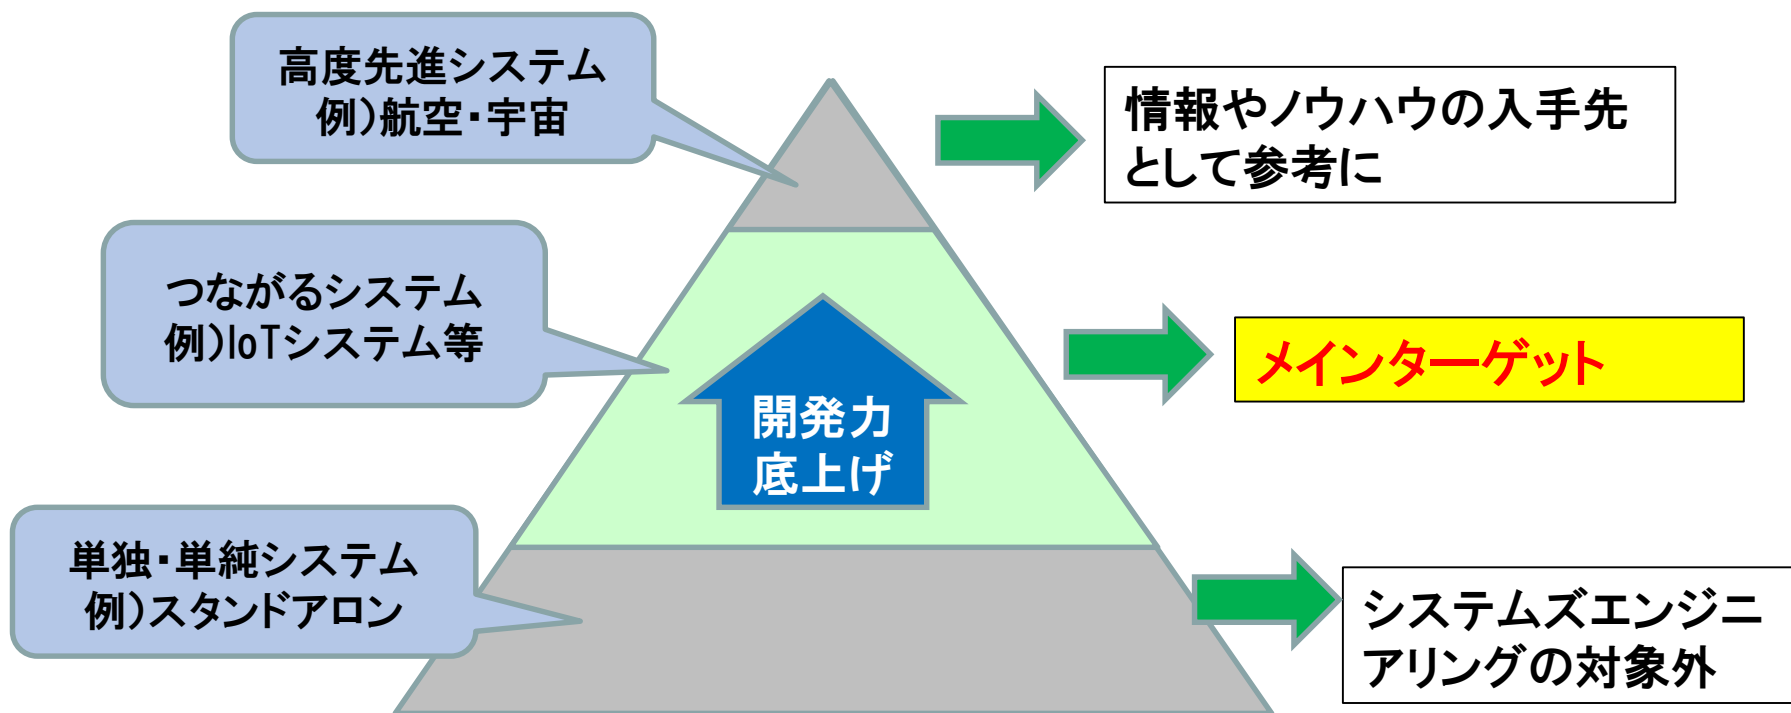 高度先進システム
例)航空・宇宙
情報やノウハウの入手先
として参考に
つながるシステム
例)IoTシステム等
メインターゲット
開発力
底上げ
単独・単純システム
例)スタンドアロン
システムズエンジニ
アリングの対象外